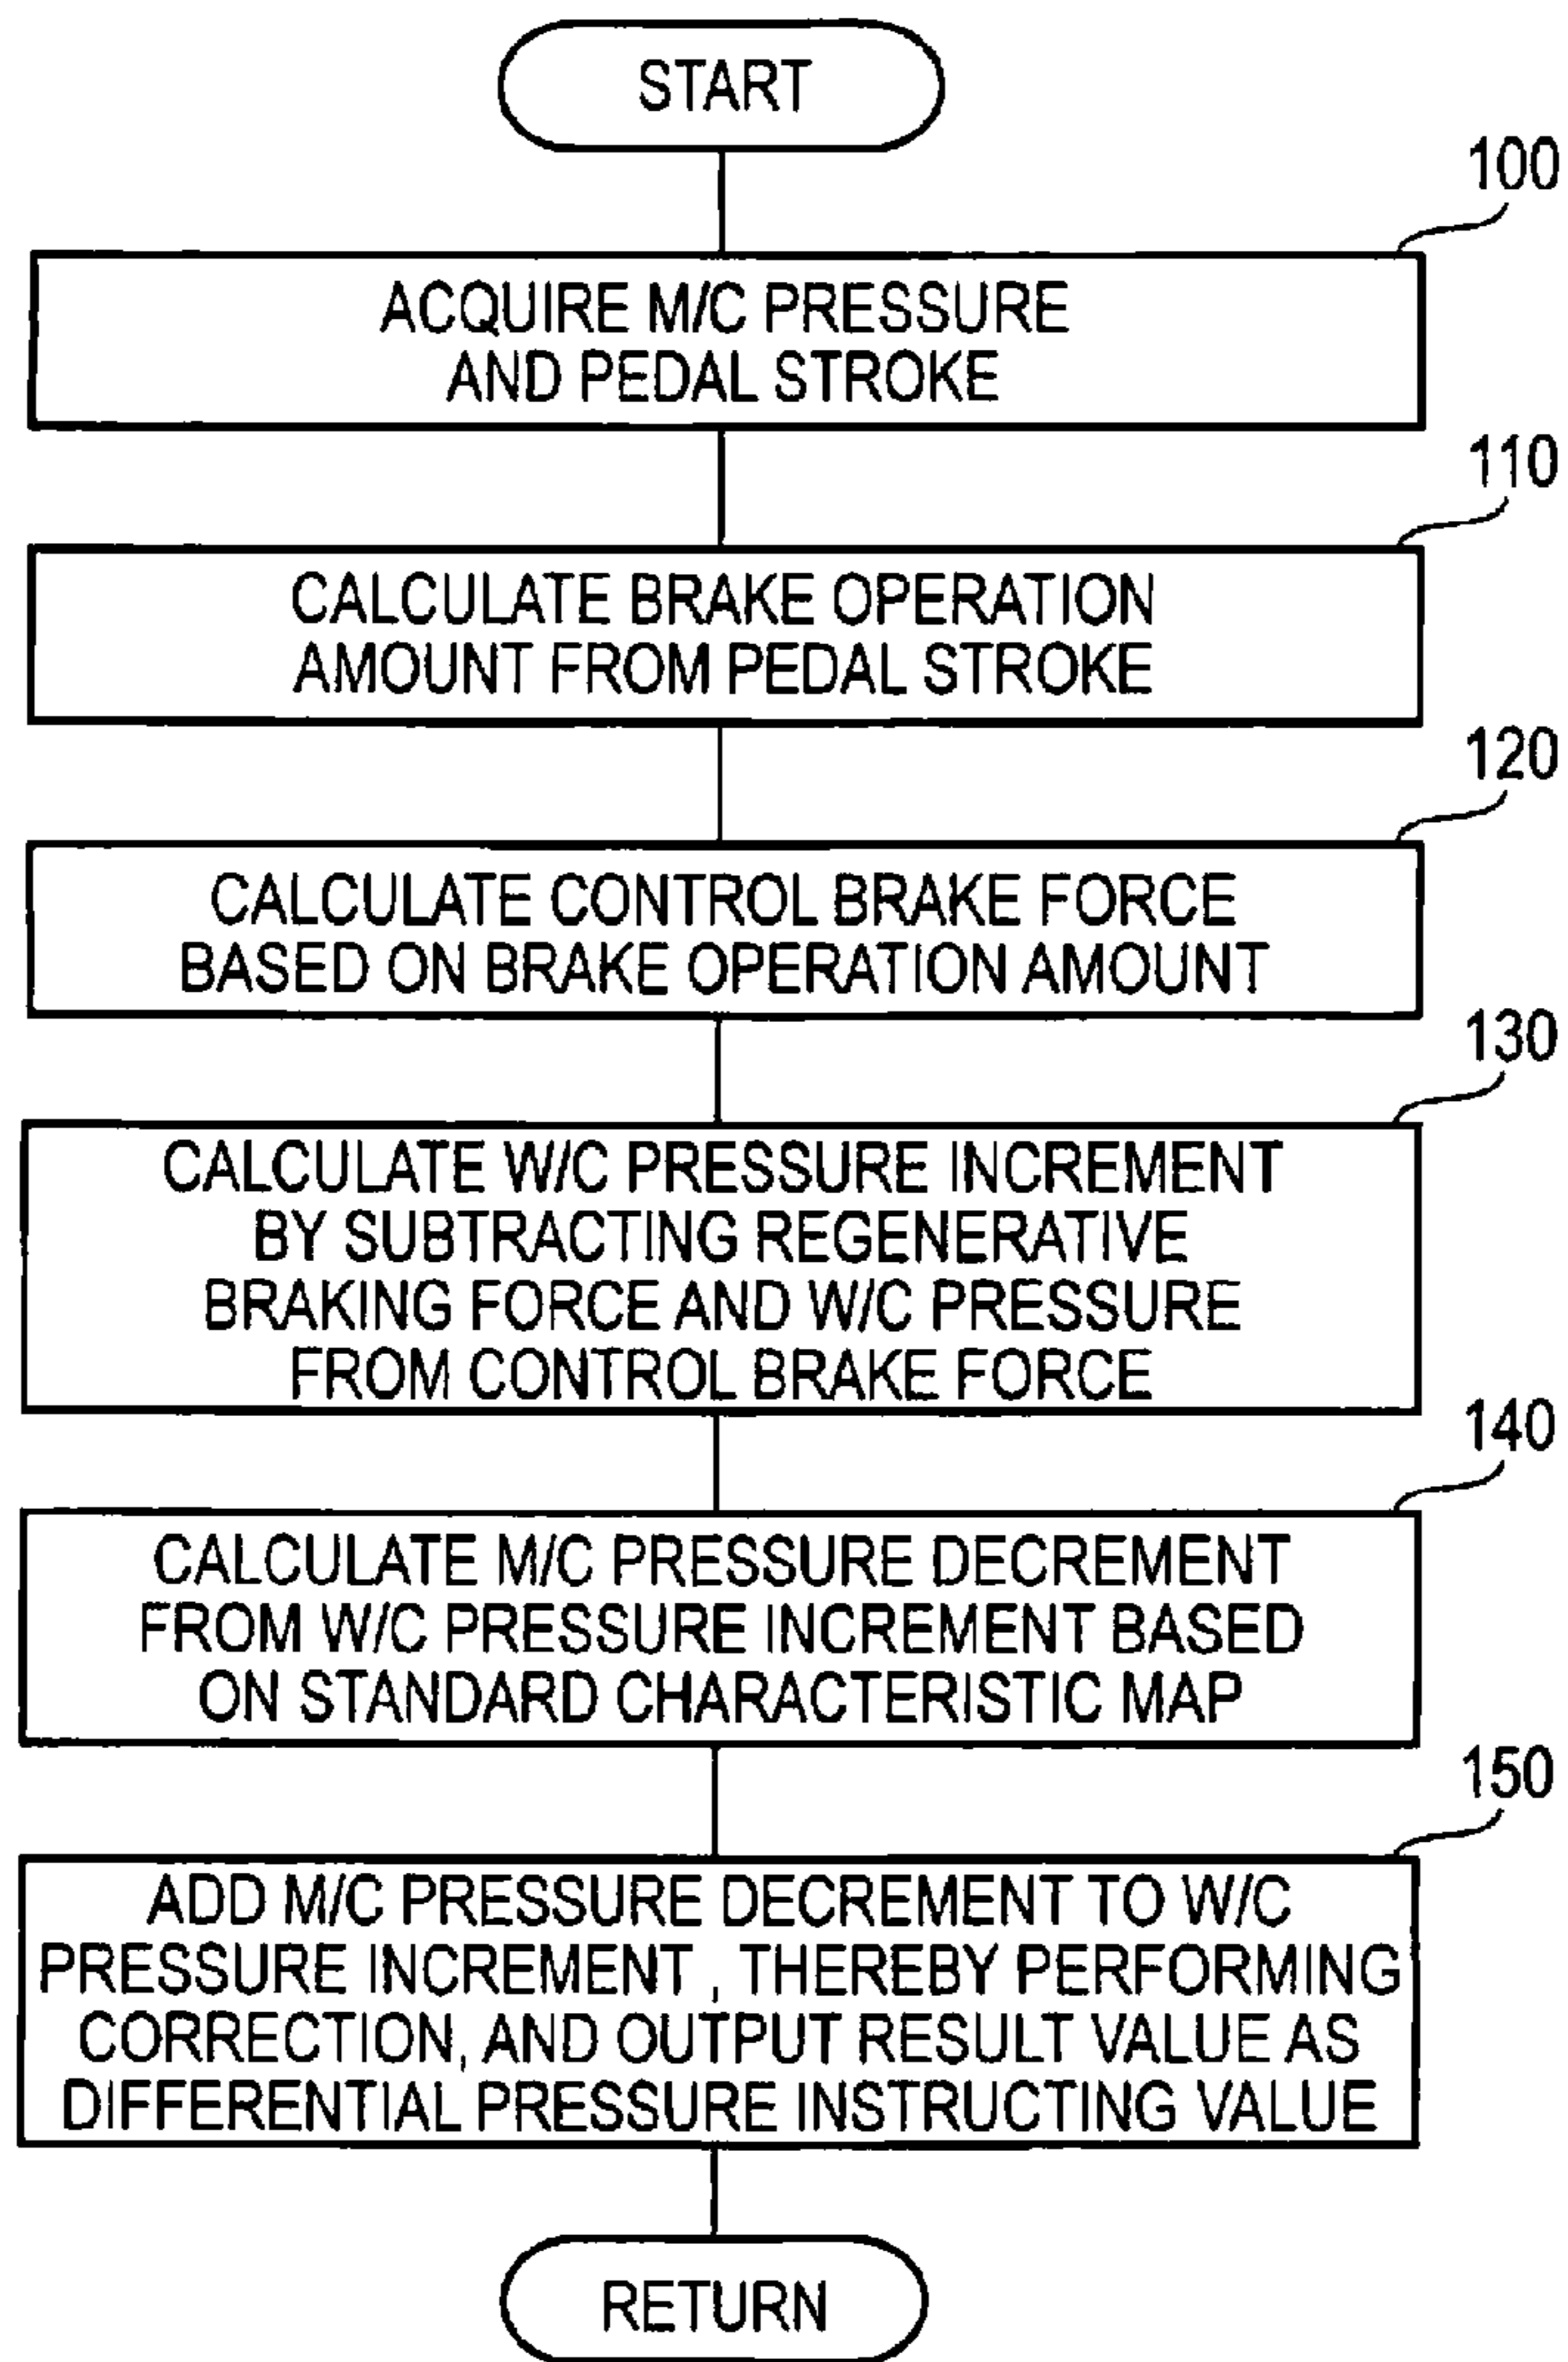 START
100
ACQUIRE M/C PRESSURE
AND PEDAL STROKE
110
CALCULATE BRAKE OPERATION
AMOUNT FROM PEDAL STROKE
120
CALCULATE CONTROL BRAKE FORCE
BASED ON BRAKE OPERATION AMOUNT
130
CALCULATE W/C PRESSURE INCREMENT
BY SUBTRACTING REGENERATIVE
BRAKING FORCE AND W/C PRESSURE
FROM CONTROL BRAKE FORCE
140
CALCULATE M/C PRESSURE DECREMENT
FROM W/C PRESSURE INCREMENT BASED
ON STANDARD CHARACTERISTIC MAP
150
ADD M/C PRESSURE DECREMENT TO W/C
PRESSURE INCREMENT , THEREBY PERFORMING
CORRECTION, AND OUTPUT RESULT VALUE AS
DIFFERENTIAL PRESSURE INSTRUCTING VALUE
RETURN